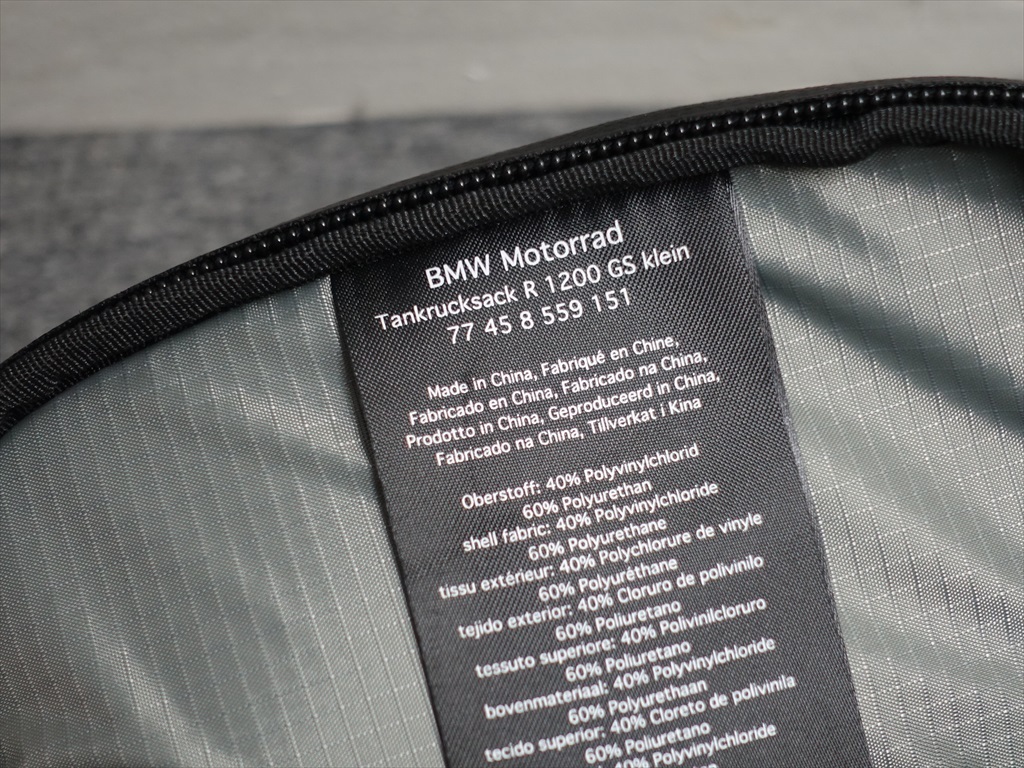 BMW Motorrad
Tankrucksack R 1200 GS klein
77 45 8 559 151
Made in China, Fabriqué en Chine,
Fabricado en China, Fabricado na China,
Prodotto in China, Geproduceerd in China,
Fabricado na China, Tillverkat i Kina
Oberstoff: 40% Polyvinylchlorid
60% Polyurethan
shell fabric: 40% Polyvinylchloride
60% Polyurethane
tissu extérieur: 40% Polychlorure de vinyle
60% Polyuréthane
tejido exterior: 40% Cloruro de polivinilo
60% Poliuretano
tessuto superiore: 40% Polivinilcloruro
60% Poliuretano
bovenmateriaal: 40% Polyvinylchloride
60% Polyurethaan
tecido superior: 40% Cloreto de polivinila
60% Poliuretano
40% Polyvinylchloride